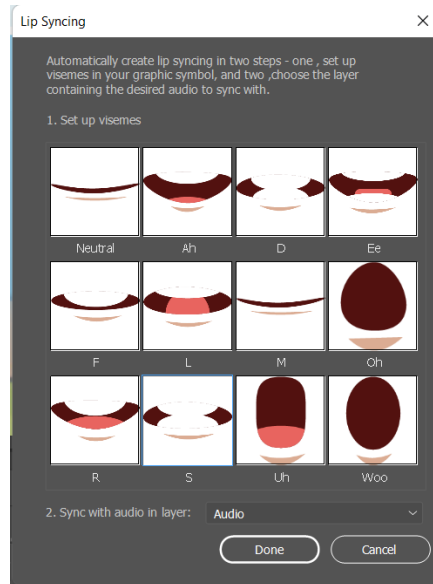 Lip Syncing
Automatically create lip syncing in two steps - one , set up
visemes in your graphic symbol, and two ,choose the layer
containing the desired audio to sync with.
1. Set up visemes
Neutral Ah D Ee
F L M Oh
R S Uh Woo
2. Sync with audio in layer: Audio
Done Cancel